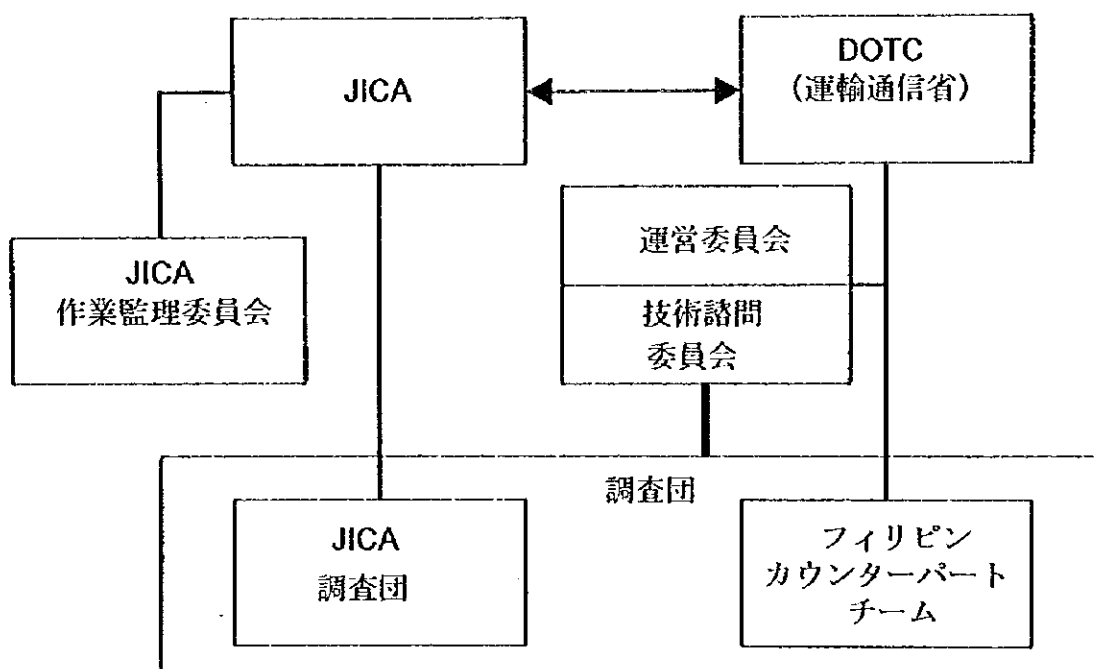 JICA
DOTC
(運輸通信省)
JICA
作業監理委員会
運営委員会
技術諮問
委員会
調査団
JICA
調査団
フィリピン
カウンターパート
チーム